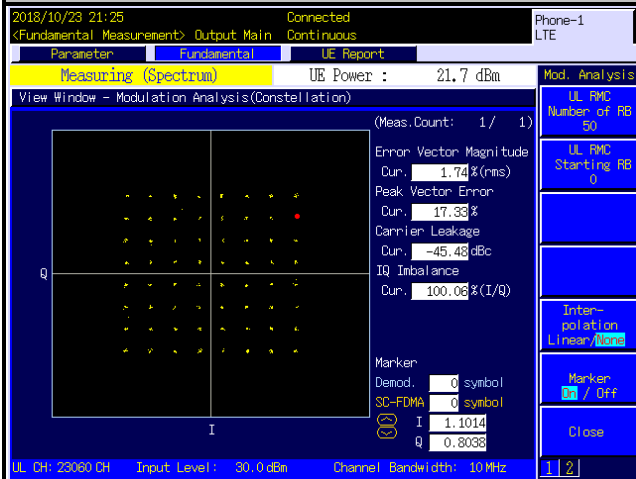 2018/10/23 21:25 Connected Phone-1
<Fundamental Measurement> Output Main Continuous LTE
Parameter Fundamental UE Report
Measuring (Spectrum) UE Power : 21.7 dBm Mod. Analysis
View Window - Modulation Analysis(Constellation)
(Meas.Count: 1/ 1)
Error Vector Magnitude
Cur. 1.74 %(rms)
Peak Vector Error
Cur. 17.33 %
Carrier Leakage
Cur. -45.48 dBc
IQ Imbalance
Cur. 100.06 %(I/Q)
Q
I
Marker
Demod. 0 symbol
SC-FDMA 0 symbol
I 1.1014
Q 0.8038
UL RMC
Number of RB
50
UL RMC
Starting RB
0
Inter-
polation
Linear/None
Marker
On / Off
Close
UL CH: 23060 CH Input Level: 30.0 dBm Channel Bandwidth: 10 MHz 1 2